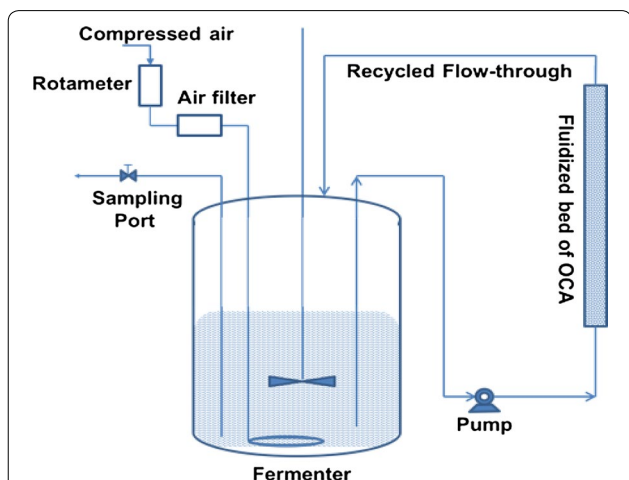 Compressed air
Rotameter
Air filter
Recycled Flow-through
Fluidized bed of OCA
Sampling
Port
Pump
Fermenter